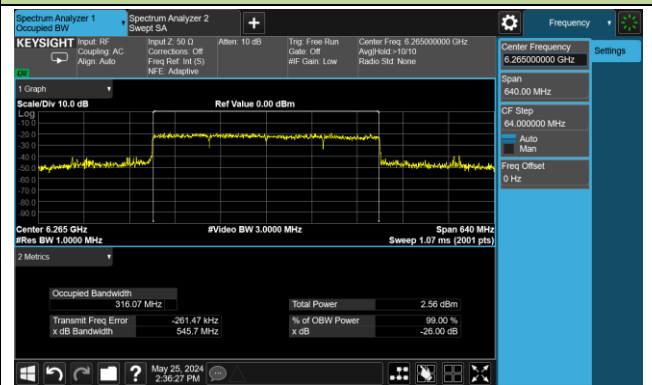 Spectrum Analyzer 1
Occupied BW
Spectrum Analyzer 2
Swept SA
+
Frequency
KEYSIGHT
Input: RF
Coupling: AC
Align: Auto
Input Z: 50 Ω
Corrections: Off
Freq Ref: Int (S)
NFE: Adaptive
Atten: 10 dB
Trig: Free Run
Gate: Off
#IF Gain: Low
Center Freq: 6.265000000 GHz
Avg|Hold:>10/10
Radio Std: None
Center Frequency
6.265000000 GHz
Settings
Span
640.00 MHz
CF Step
64.000000 MHz
Auto
Man
Freq Offset
0 Hz
1 Graph
Scale/Div 10.0 dB
Ref Value 0.00 dBm
Log
-10.0
-20.0
-30.0
-40.0
-50.0
-60.0
-70.0
-80.0
-90.0
Center 6.265 GHz
#Video BW 3.0000 MHz
Span 640 MHz
#Res BW 1.0000 MHz
Sweep 1.07 ms (2001 pts)
2 Metrics
Occupied Bandwidth
316.07 MHz
Total Power
2.56 dBm
Transmit Freq Error
-261.47 kHz
% of OBW Power
99.00 %
x dB Bandwidth
545.7 MHz
x dB
-26.00 dB
?
May 25, 2024
2:36:27 PM